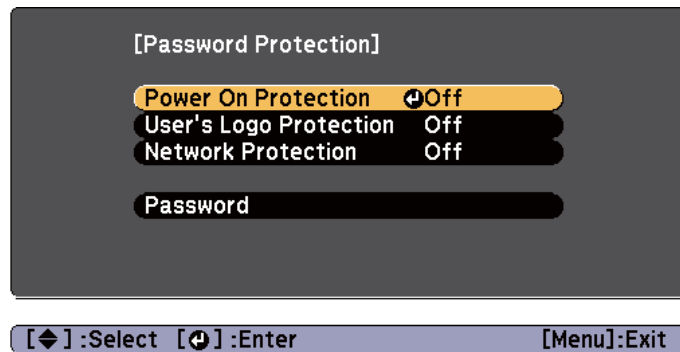 [Password Protection]
Power On Protection Off
User's Logo Protection Off
Network Protection Off
Password
[◆]:Select [↵]:Enter [Menu]:Exit